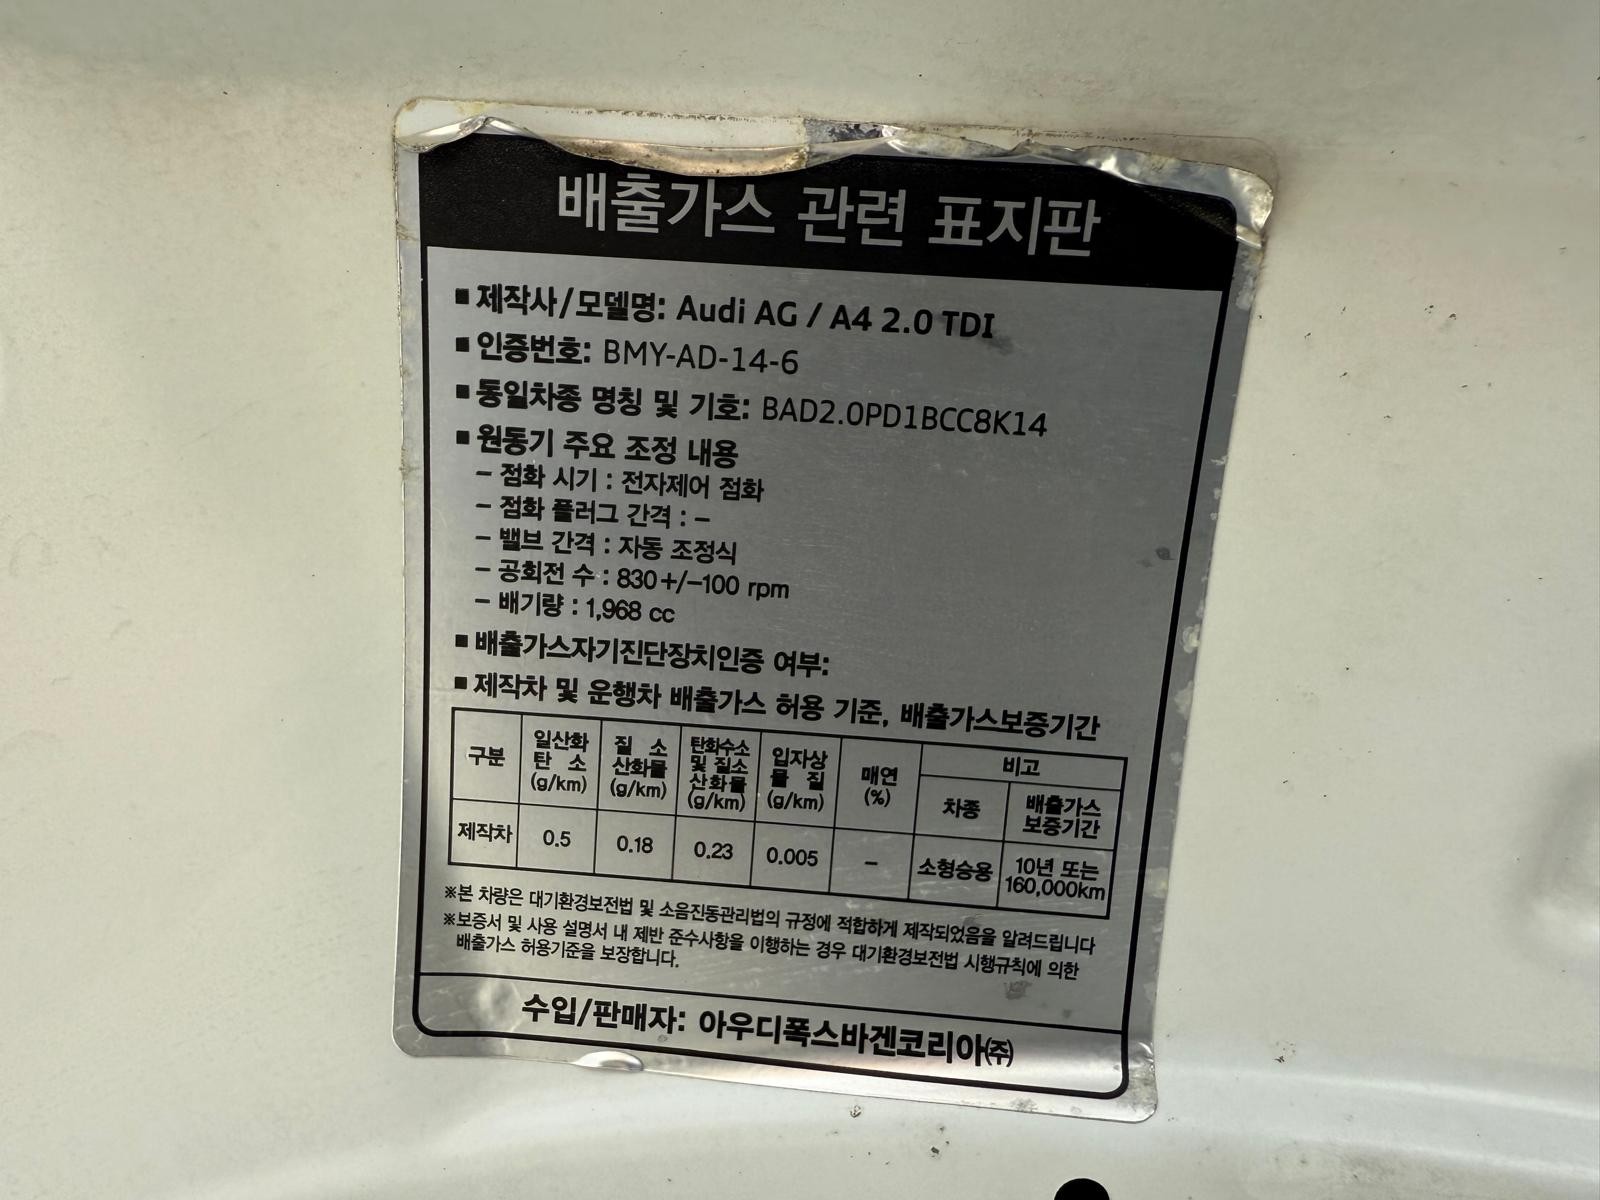 배출가스 관련 표지판
■ 제작사/모델명: Audi AG / A4 2.0 TDI
■ 인증번호: BMY-AD-14-6
■ 동일차종 명칭 및 기호: BAD2.0PD1BCC8K14
■ 원동기 주요 조정 내용
– 점화 시기 : 전자제어 점화
– 점화 플러그 간격 : –
– 밸브 간격 : 자동 조정식
– 공회전 수 : 830+/–100 rpm
– 배기량 : 1,968 cc
■ 배출가스자기진단장치인증 여부:
■ 제작차 및 운행차 배출가스 허용 기준, 배출가스보증기간
구분
일산화
탄 소
(g/km)
질 소
산화물
(g/km)
탄화수소
및 질소
산화물
(g/km)
입자상
물 질
(g/km)
매연
(%)
비고
차종
배출가스
보증기간
제작차 0.5 0.18 0.23 0.005 – 소형승용
10년 또는
160,000km
※본 차량은 대기환경보전법 및 소음진동관리법의 규정에 적합하게 제작되었음을 알려드립니다
※보증서 및 사용 설명서 내 제반 준수사항을 이행하는 경우 대기환경보전법 시행규칙에 의한
배출가스 허용기준을 보장합니다.
수입/판매자: 아우디폭스바겐코리아㈜